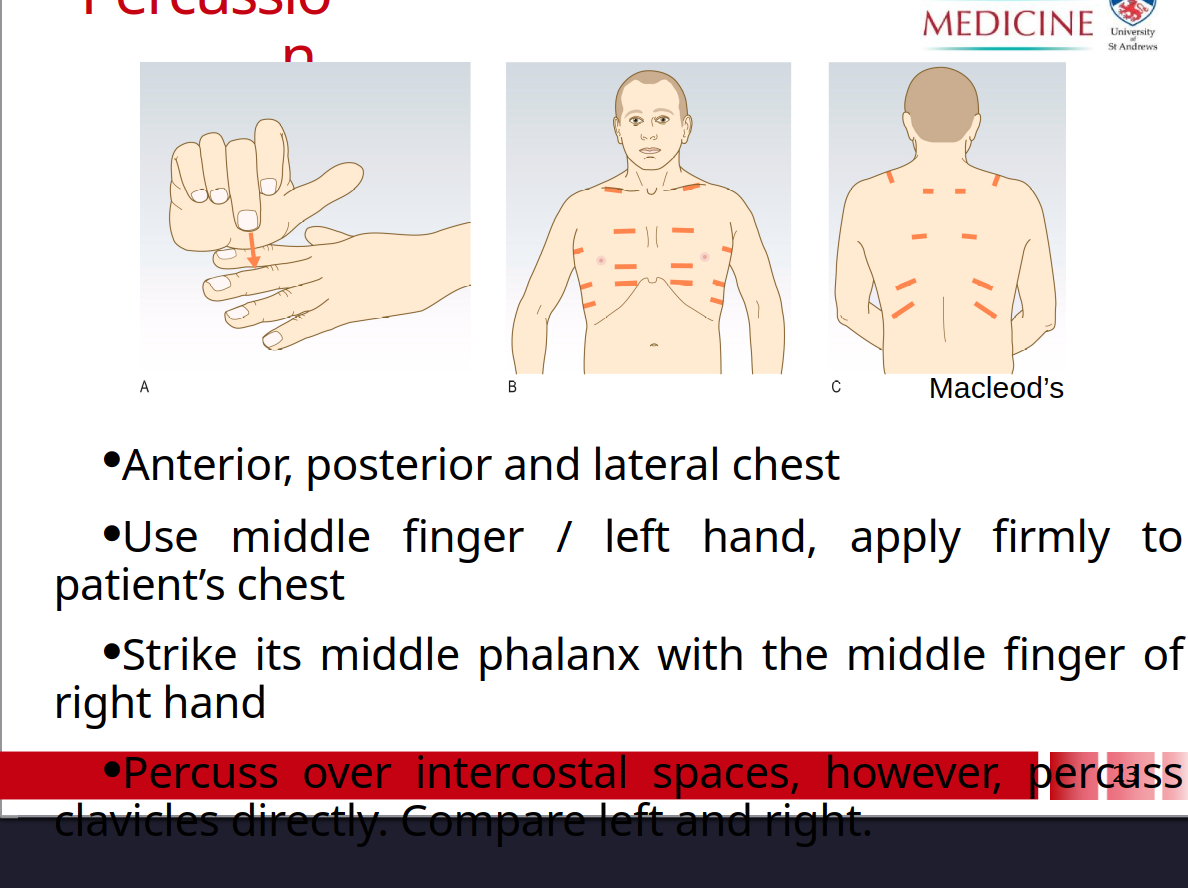 Percussio
n
MEDICINE
University
of
St Andrews
A
B
C
Macleod’s
•Anterior, posterior and lateral chest
•Use middle finger / left hand, apply firmly to
patient’s chest
•Strike its middle phalanx with the middle finger of
right hand
•Percuss over intercostal spaces, however, percuss
23
clavicles directly. Compare left and right.